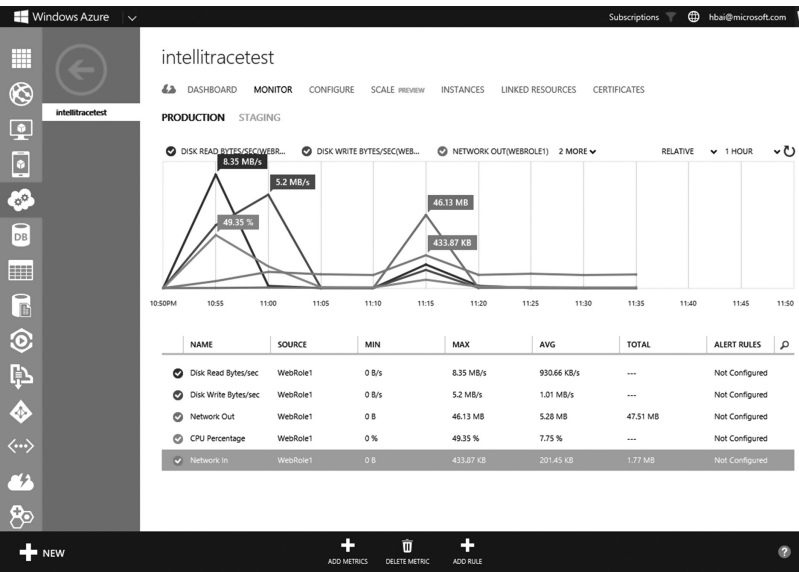 Windows Azure
Subscriptions hbai@microsoft.com
intellitracetest
intellitracetest
DASHBOARD MONITOR CONFIGURE SCALE PREVIEW INSTANCES LINKED RESOURCES CERTIFICATES
PRODUCTION STAGING
DISK READ BYTES/SEC(WEBR... DISK WRITE BYTES/SEC(WEB... NETWORK OUT(WEBROLE1) 2 MORE RELATIVE 1 HOUR
8.35 MB/s
5.2 MB/s
46.13 MB
49.35 %
433.87 KB
10:50PM 10:55 11:00 11:05 11:10 11:15 11:20 11:25 11:30 11:35 11:40 11:45 11:50
NAME SOURCE MIN MAX AVG TOTAL ALERT RULES
Disk Read Bytes/sec WebRole1 0 B/s 8.35 MB/s 930.66 KB/s --- Not Configured
Disk Write Bytes/sec WebRole1 0 B/s 5.2 MB/s 1.01 MB/s --- Not Configured
Network Out WebRole1 0 B 46.13 MB 5.28 MB 47.51 MB Not Configured
CPU Percentage WebRole1 0 % 49.35 % 7.75 % --- Not Configured
Network In WebRole1 0 B 433.87 KB 201.45 KB 1.77 MB Not Configured
DB
NEW
ADD METRICS DELETE METRIC ADD RULE
?